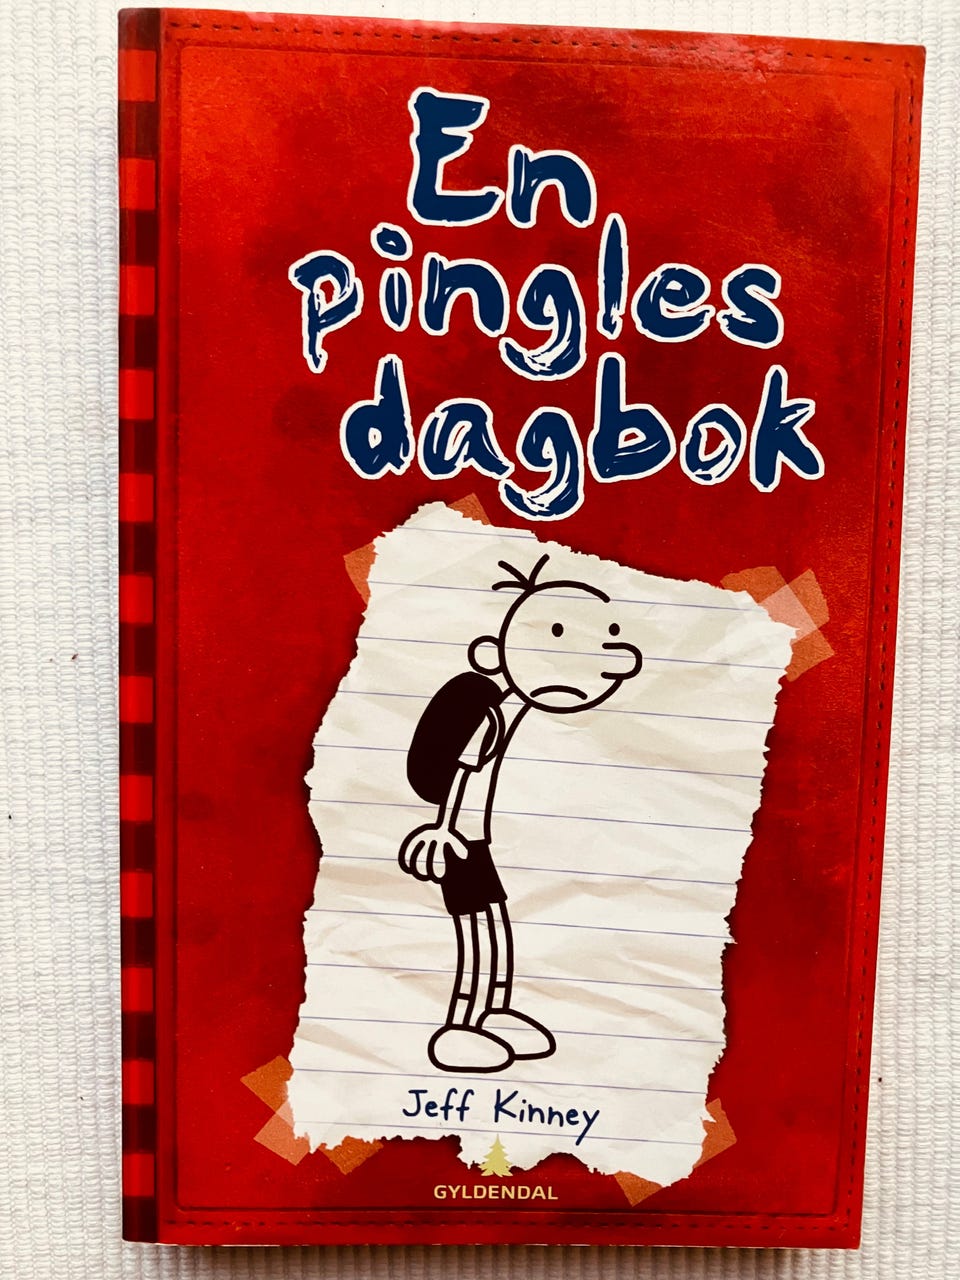 En
pingles
dagbok
Jeff Kinney
GYLDENDAL